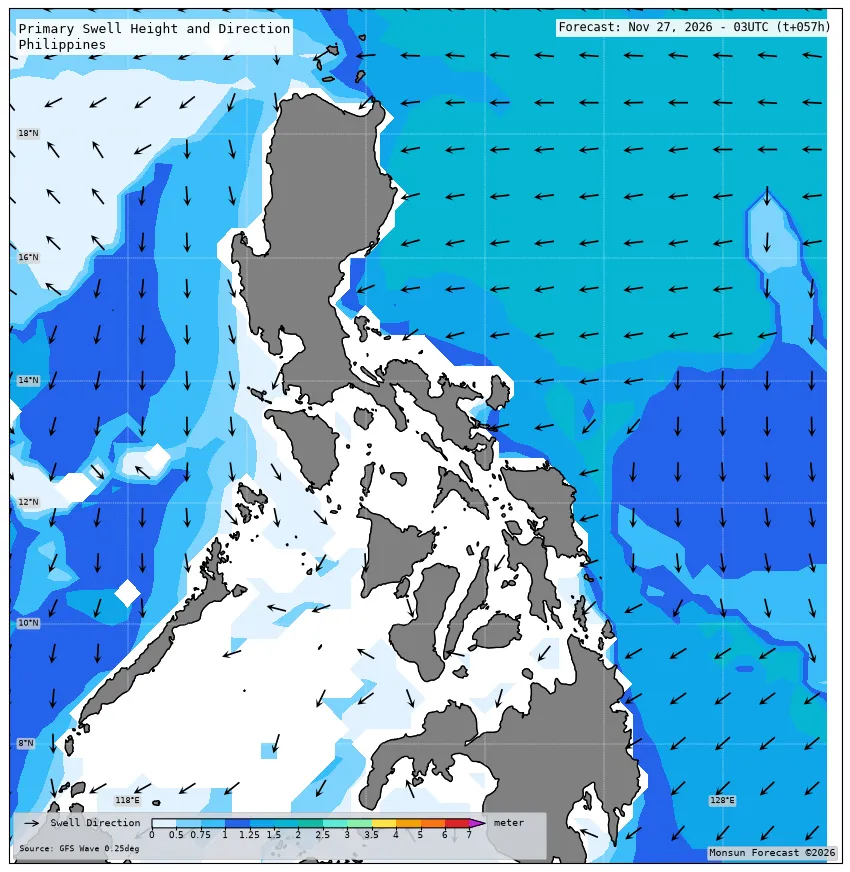 Primary Swell Height and Direction
Philippines
Forecast: Nov 27, 2026 - 03UTC (t+057h)
18°N
16°N
14°N
12°N
10°N
8°N
118°E
128°E
Swell Direction
0 0.5 0.75 1 1.25 1.5 2 2.5 3 3.5 4 5 6 7
meter
Source: GFS Wave 0.25deg
Monsun Forecast ©2026